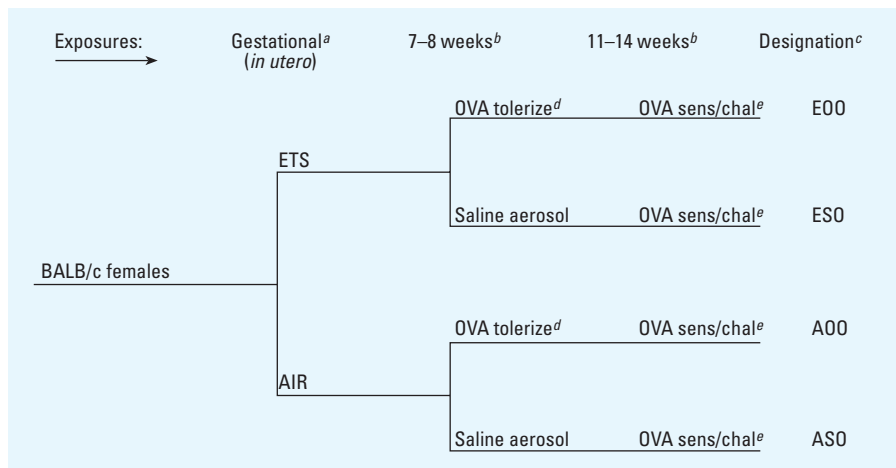 Exposures: Gestational^a 7–8 weeks^b 11–14 weeks^b Designation^c
(in utero)
OVA tolerize^d OVA sens/chal^e EOO
ETS
Saline aerosol OVA sens/chal^e ESO
BALB/c females
OVA tolerize^d OVA sens/chal^e AOO
AIR
Saline aerosol OVA sens/chal^e ASO